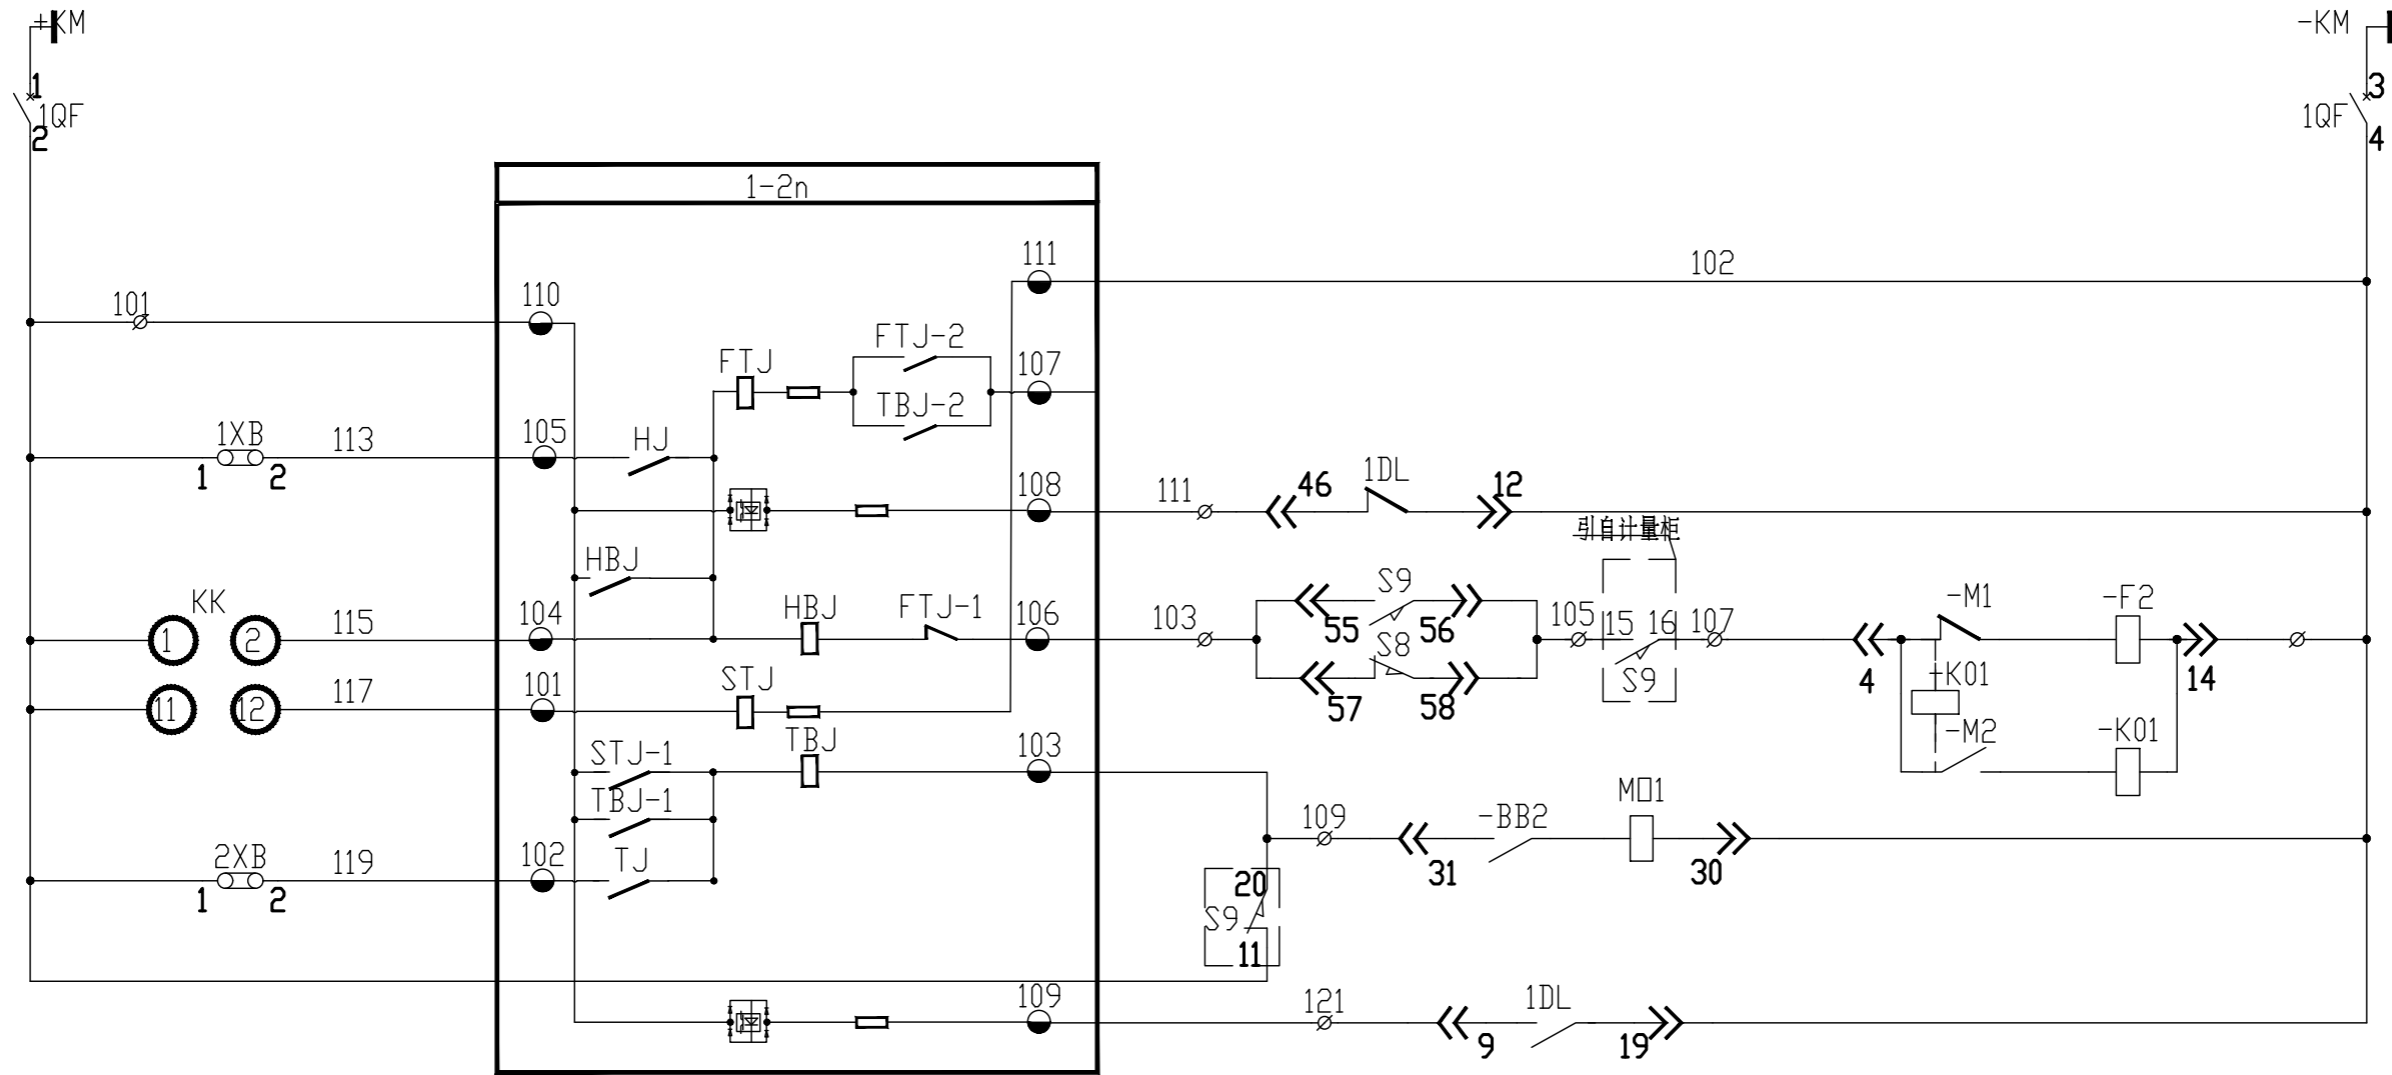 +KM
-KM
1
1QF
2
3
1QF
4
1-2n
111
102
101
110
FTJ-2
FTJ
107
TBJ-2
1XB
113
105
HJ
1
2
108
111
46
1DL
12
引自计量柜
HBJ
KK
1
2
115
104
HBJ
FTJ-1
106
103
S9
55
56
S8
57
58
105
15
16
107
S9
4
-M1
-F2
+K01
14
-M2
-K01
11
12
117
101
STJ
STJ-1
TBJ
103
TBJ-1
109
31
-BB2
M01
30
2XB
119
102
TJ
1
2
20
S9
11
109
121
9
1DL
19